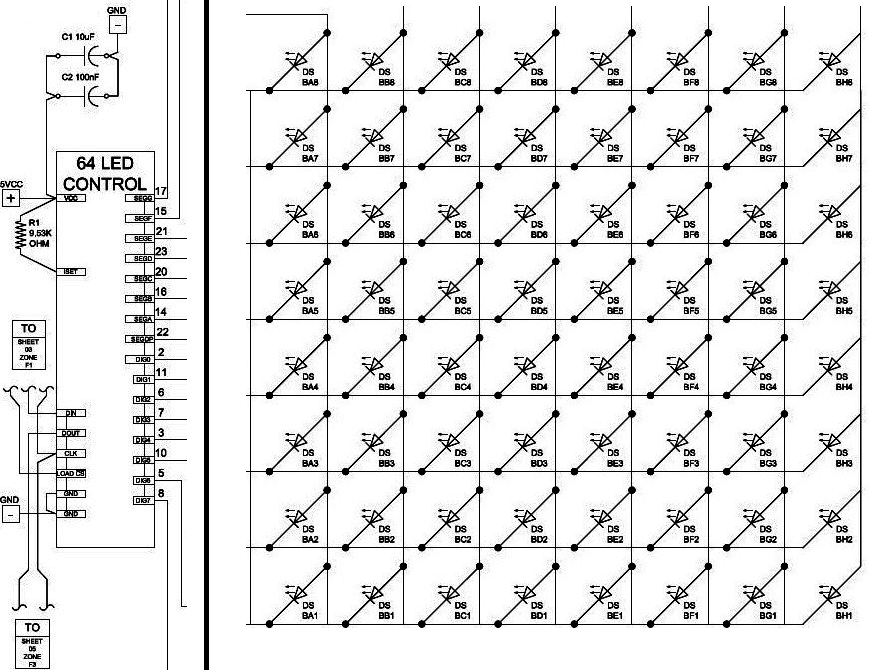 GND
-
C1 10uF
C2 100nF
64 LED
CONTROL
5VCC
+
VCC
R1
9,53K
OHM
ISET
SEGG 17
SEGF 15
SEGE 21
SEGD 23
SEGC 20
SEGB 16
SEGA 14
SEGDP 22
DIG0 2
DIG1 11
DIG2 6
DIG3 7
DIG4 3
DIG5 10
DIG6 5
DIG7 8
TO
SHEET
03
ZONE
F1
DIN
DOUT
CLK
LOAD CS
GND
GND
GND
-
TO
SHEET
05
ZONE
F3
DS DS DS DS DS DS DS DS
BA8 BB8 BC8 BD8 BE8 BF8 BG8 BH8
DS DS DS DS DS DS DS DS
BA7 BB7 BC7 BD7 BE7 BF7 BG7 BH7
DS DS DS DS DS DS DS DS
BA6 BB6 BC6 BD6 BE6 BF6 BG6 BH6
DS DS DS DS DS DS DS DS
BA5 BB5 BC5 BD5 BE5 BF5 BG5 BH5
DS DS DS DS DS DS DS DS
BA4 BB4 BC4 BD4 BE4 BF4 BG4 BH4
DS DS DS DS DS DS DS DS
BA3 BB3 BC3 BD3 BE3 BF3 BG3 BH3
DS DS DS DS DS DS DS DS
BA2 BB2 BC2 BD2 BE2 BF2 BG2 BH2
DS DS DS DS DS DS DS DS
BA1 BB1 BC1 BD1 BE1 BF1 BG1 BH1